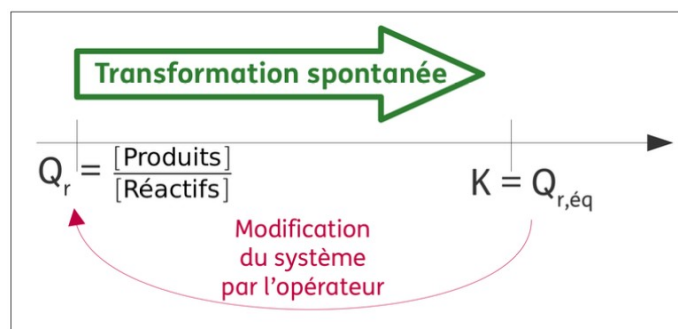 Transformation spontanée
Qr = [Produits]
[Réactifs]
K = Qr,éq
Modification
du système
par l'opérateur